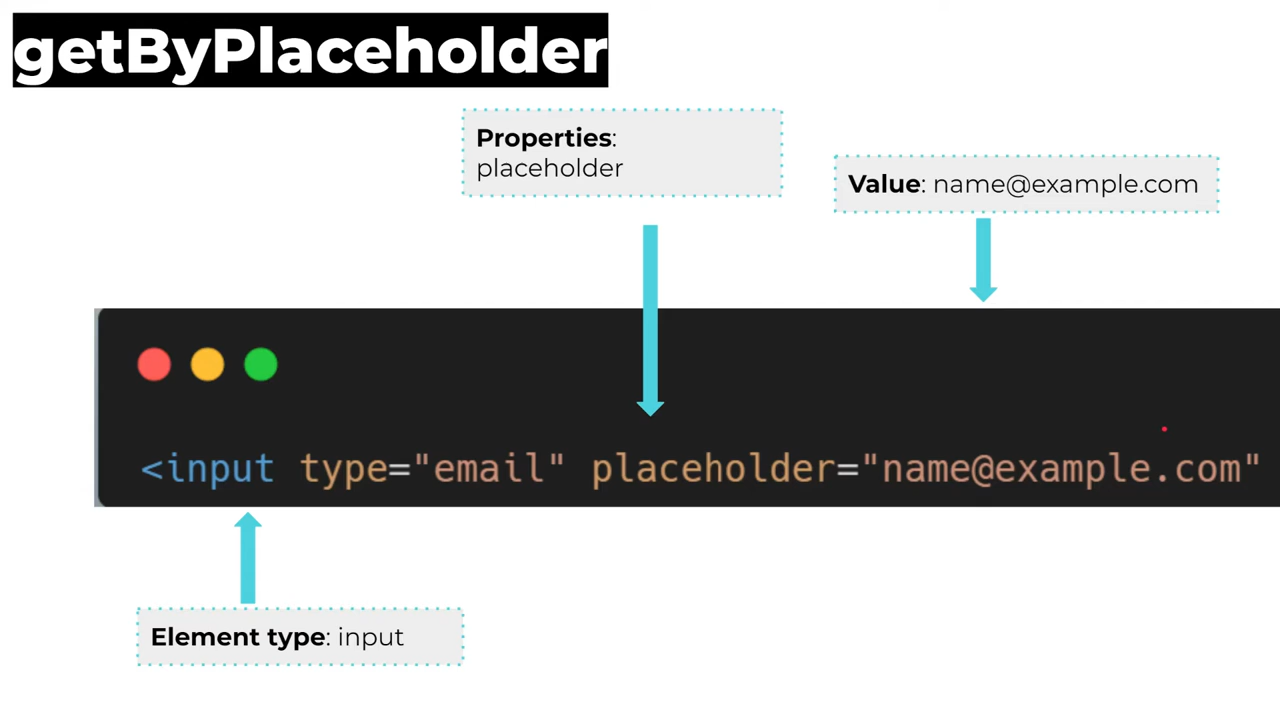 getByPlaceholder
Properties:
placeholder
Value: name@example.com
<input type="email" placeholder="name@example.com"
Element type: input